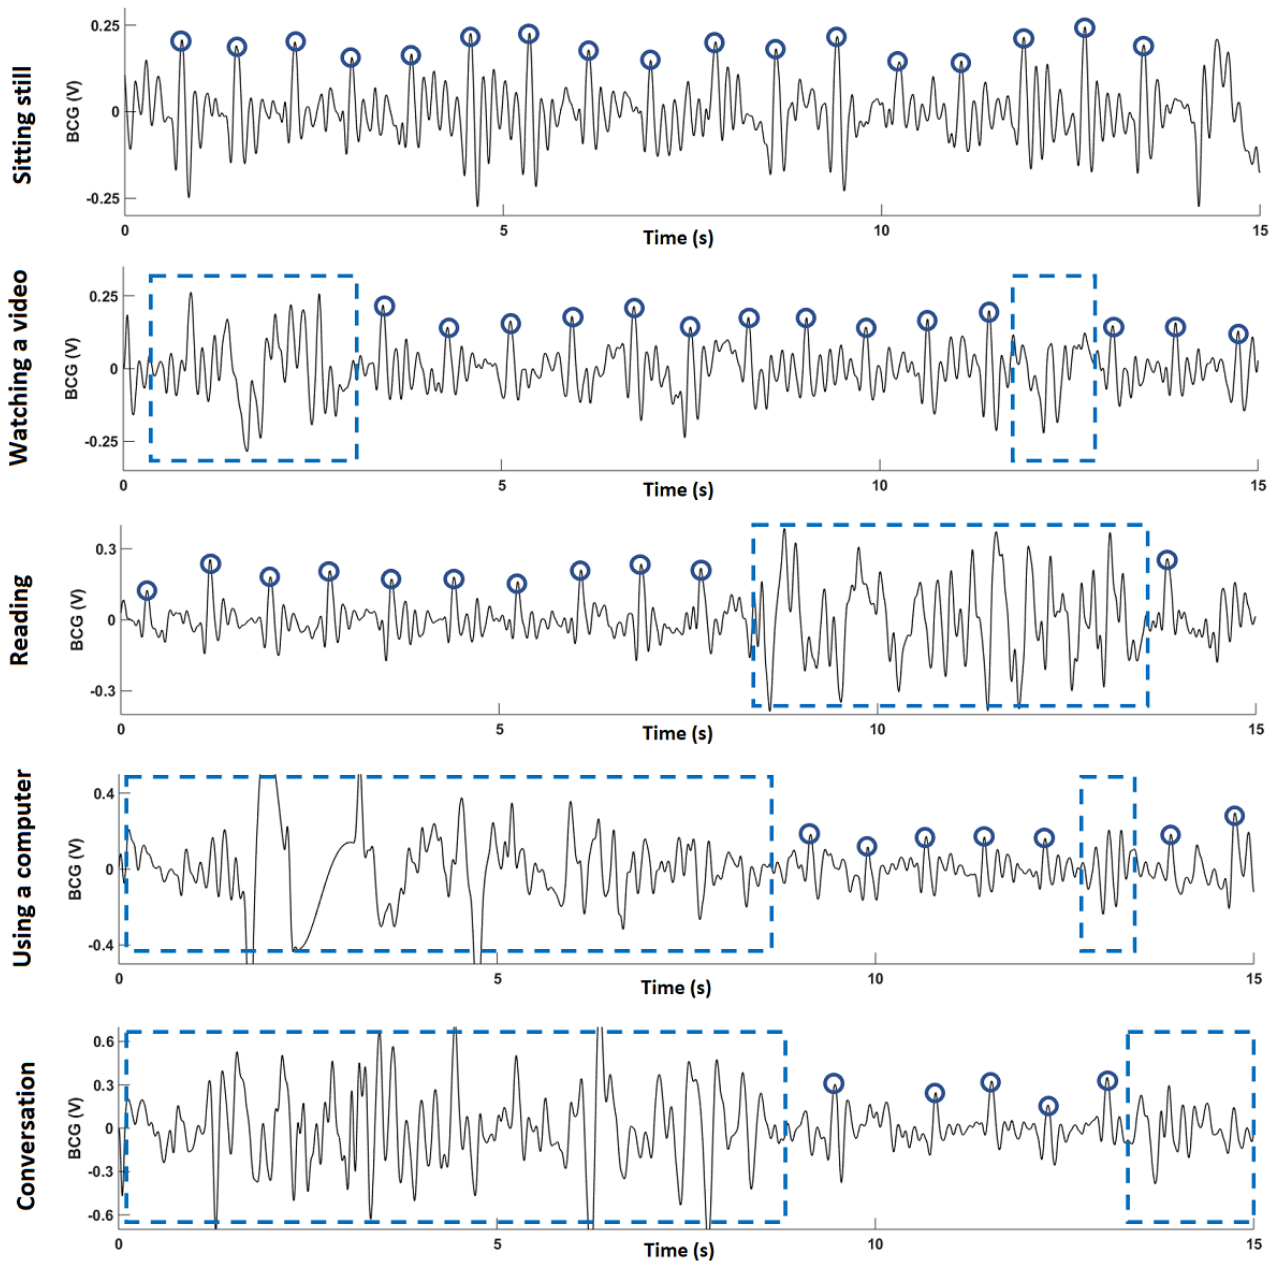 Sitting still
BCG (V)
0.25
0
-0.25
0 5 10 15
Time (s)
Watching a video
BCG (V)
0.25
0
-0.25
0 5 10 15
Time (s)
Reading
BCG (V)
0.3
0
-0.3
0 5 10 15
Time (s)
Using a computer
BCG (V)
0.4
0
-0.4
0 5 10 15
Time (s)
Conversation
BCG (V)
0.6
0.3
0
-0.3
-0.6
0 5 10 15
Time (s)